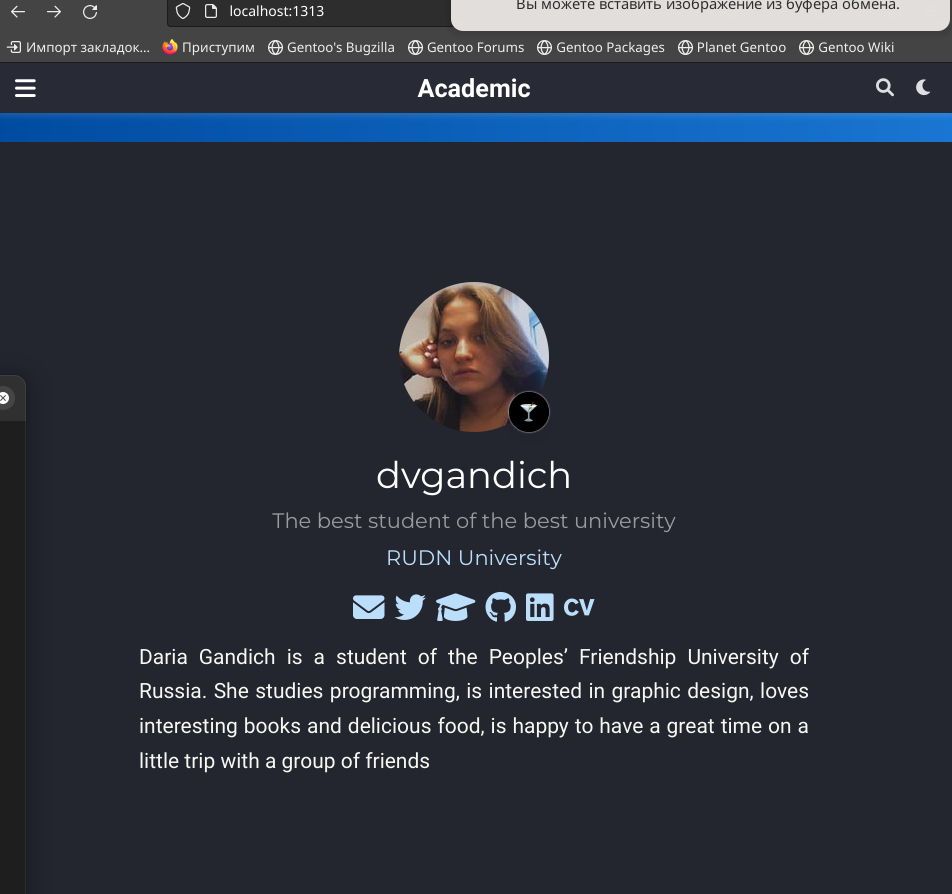 localhost:1313
Вы можете вставить изображение из буфера обмена.
Импорт закладок...
Приступим
Gentoo's Bugzilla
Gentoo Forums
Gentoo Packages
Planet Gentoo
Gentoo Wiki
Academic
dvgandich
The best student of the best university
RUDN University
CV
Daria Gandich is a student of the Peoples’ Friendship University of
Russia. She studies programming, is interested in graphic design, loves
interesting books and delicious food, is happy to have a great time on a
little trip with a group of friends